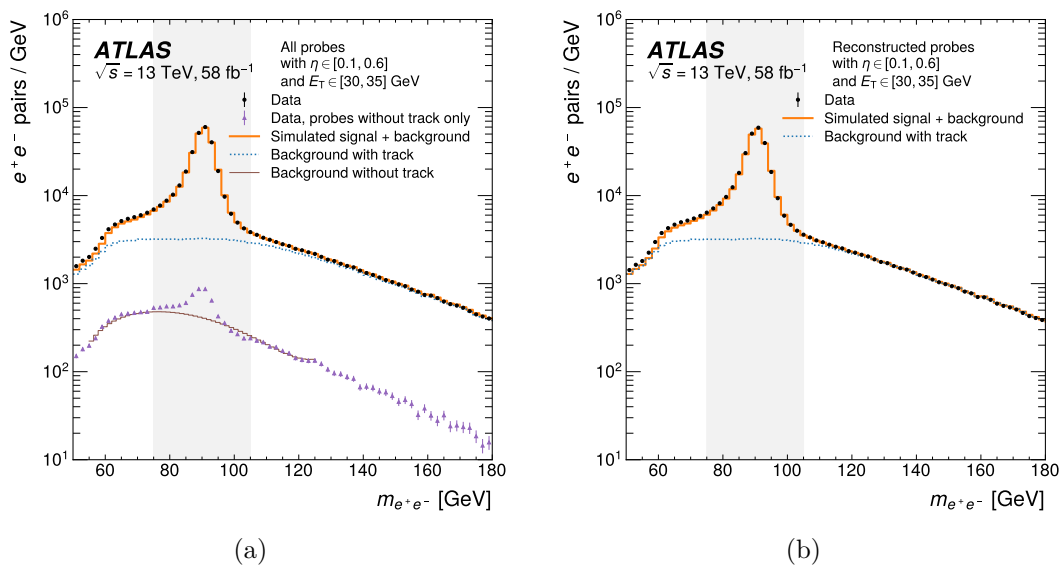 ATLAS
√s = 13 TeV, 58 fb⁻¹
All probes
with η∈[0.1, 0.6]
and E_T∈[30, 35] GeV
Data
Data, probes without track only
Simulated signal + background
Background with track
Background without track
e⁺e⁻ pairs / GeV
10⁶
10⁵
10⁴
10³
10²
10¹
60 80 100 120 140 160 180
m_e⁺e⁻ [GeV]
(a)
ATLAS
√s = 13 TeV, 58 fb⁻¹
Reconstructed probes
with η∈[0.1, 0.6]
and E_T∈[30, 35] GeV
Data
Simulated signal + background
Background with track
e⁺e⁻ pairs / GeV
10⁶
10⁵
10⁴
10³
10²
10¹
60 80 100 120 140 160 180
m_e⁺e⁻ [GeV]
(b)